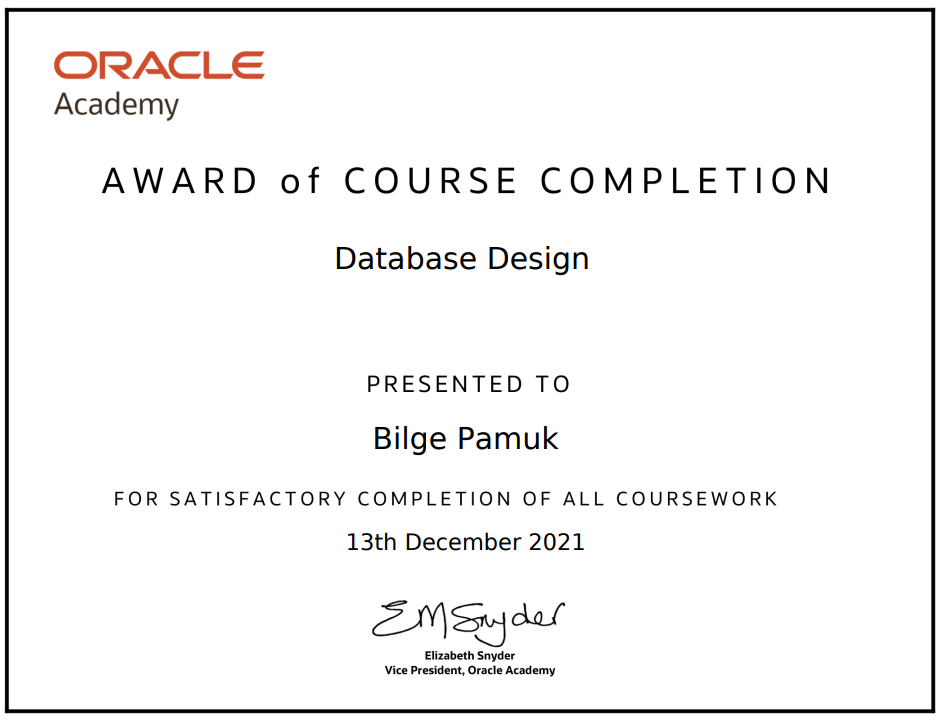 ORACLE
Academy
AWARD of COURSE COMPLETION
Database Design
PRESENTED TO
Bilge Pamuk
FOR SATISFACTORY COMPLETION OF ALL COURSEWORK
13th December 2021
EMSnyder
Elizabeth Snyder
Vice President, Oracle Academy